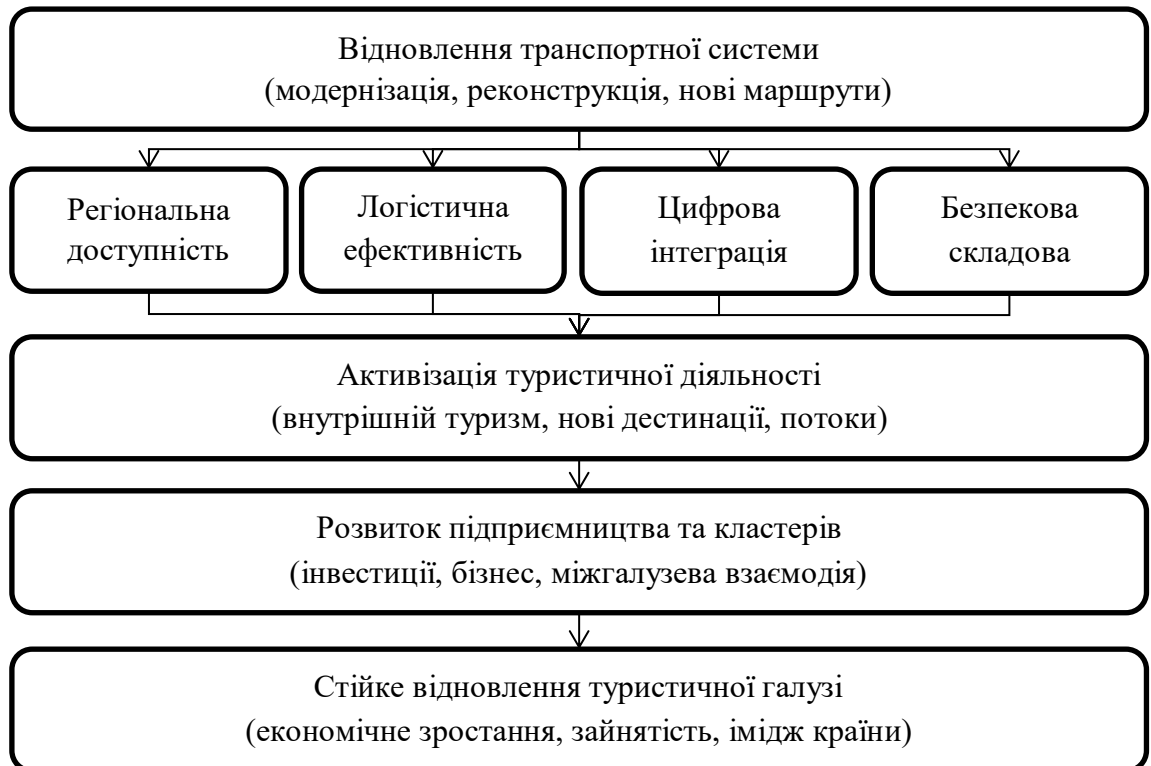 Відновлення транспортної системи
(модернізація, реконструкція, нові маршрути)
Регіональна
доступність
Логістична
ефективність
Цифрова
інтеграція
Безпекова
складова
Активізація туристичної діяльності
(внутрішній туризм, нові дестинації, потоки)
Розвиток підприємництва та кластерів
(інвестиції, бізнес, міжгалузева взаємодія)
Стійке відновлення туристичної галузі
(економічне зростання, зайнятість, імідж країни)